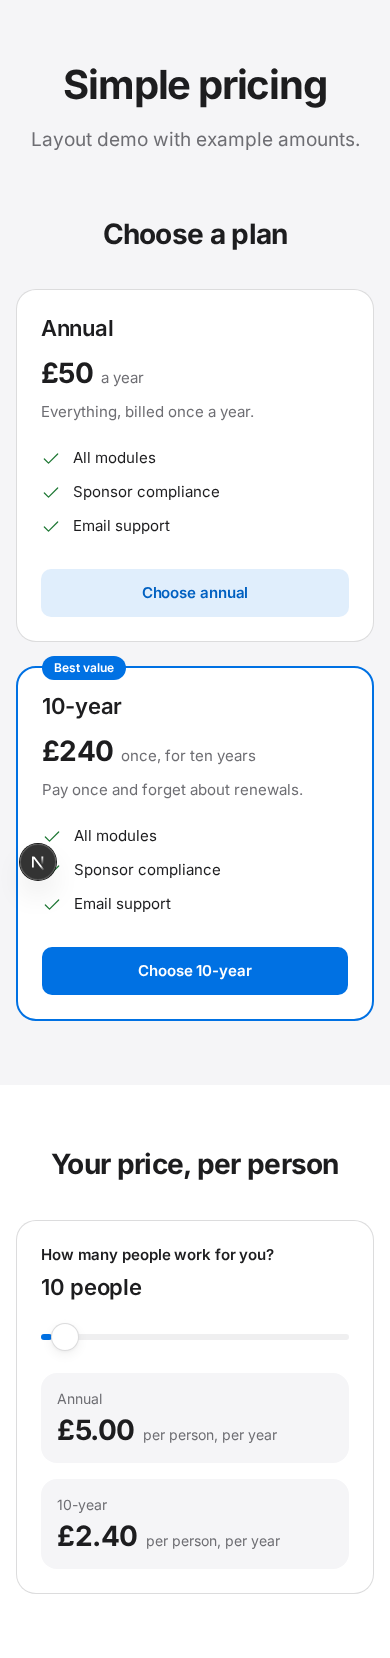 Simple pricing
Layout demo with example amounts.
Choose a plan
Annual
£50 a year
Everything, billed once a year.
All modules
Sponsor compliance
Email support
Choose annual
Best value
10-year
£240 once, for ten years
Pay once and forget about renewals.
All modules
N
Sponsor compliance
Email support
Choose 10-year
Your price, per person
How many people work for you?
10 people
Annual
£5.00 per person, per year
10-year
£2.40 per person, per year